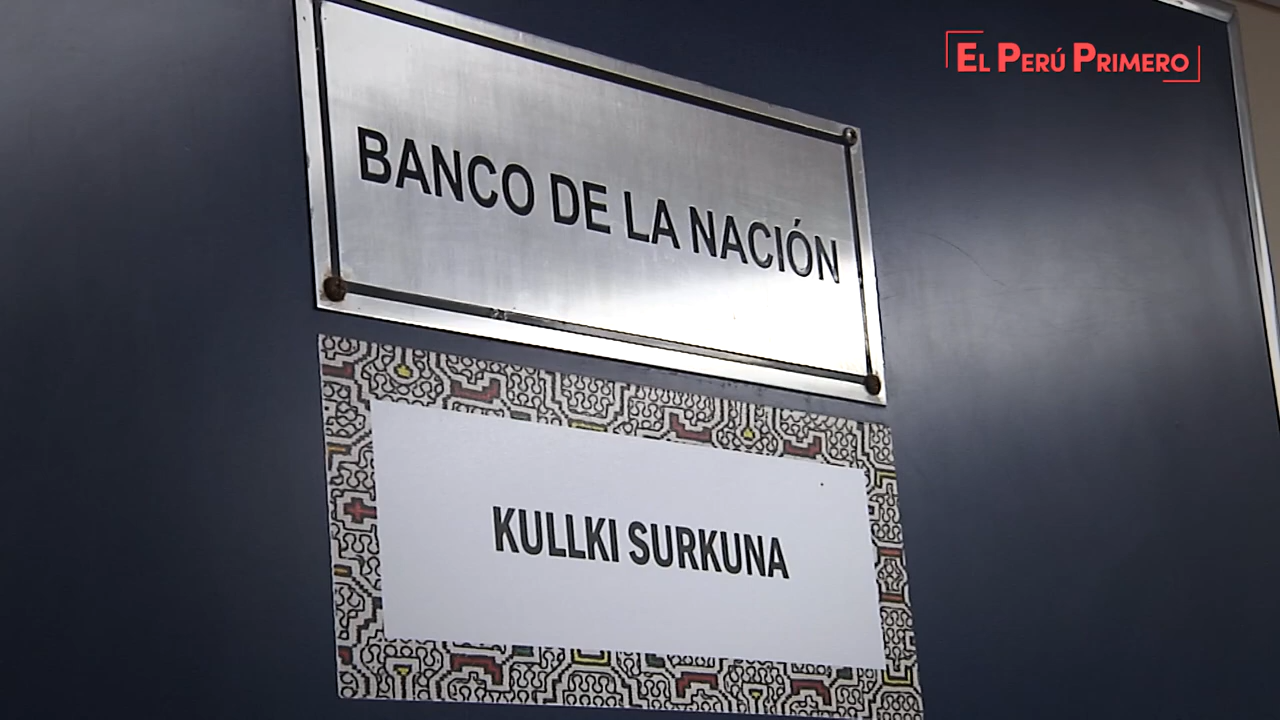 EL PERÚ PRIMERO
BANCO DE LA NACIÓN
KULLKI SURKUNA